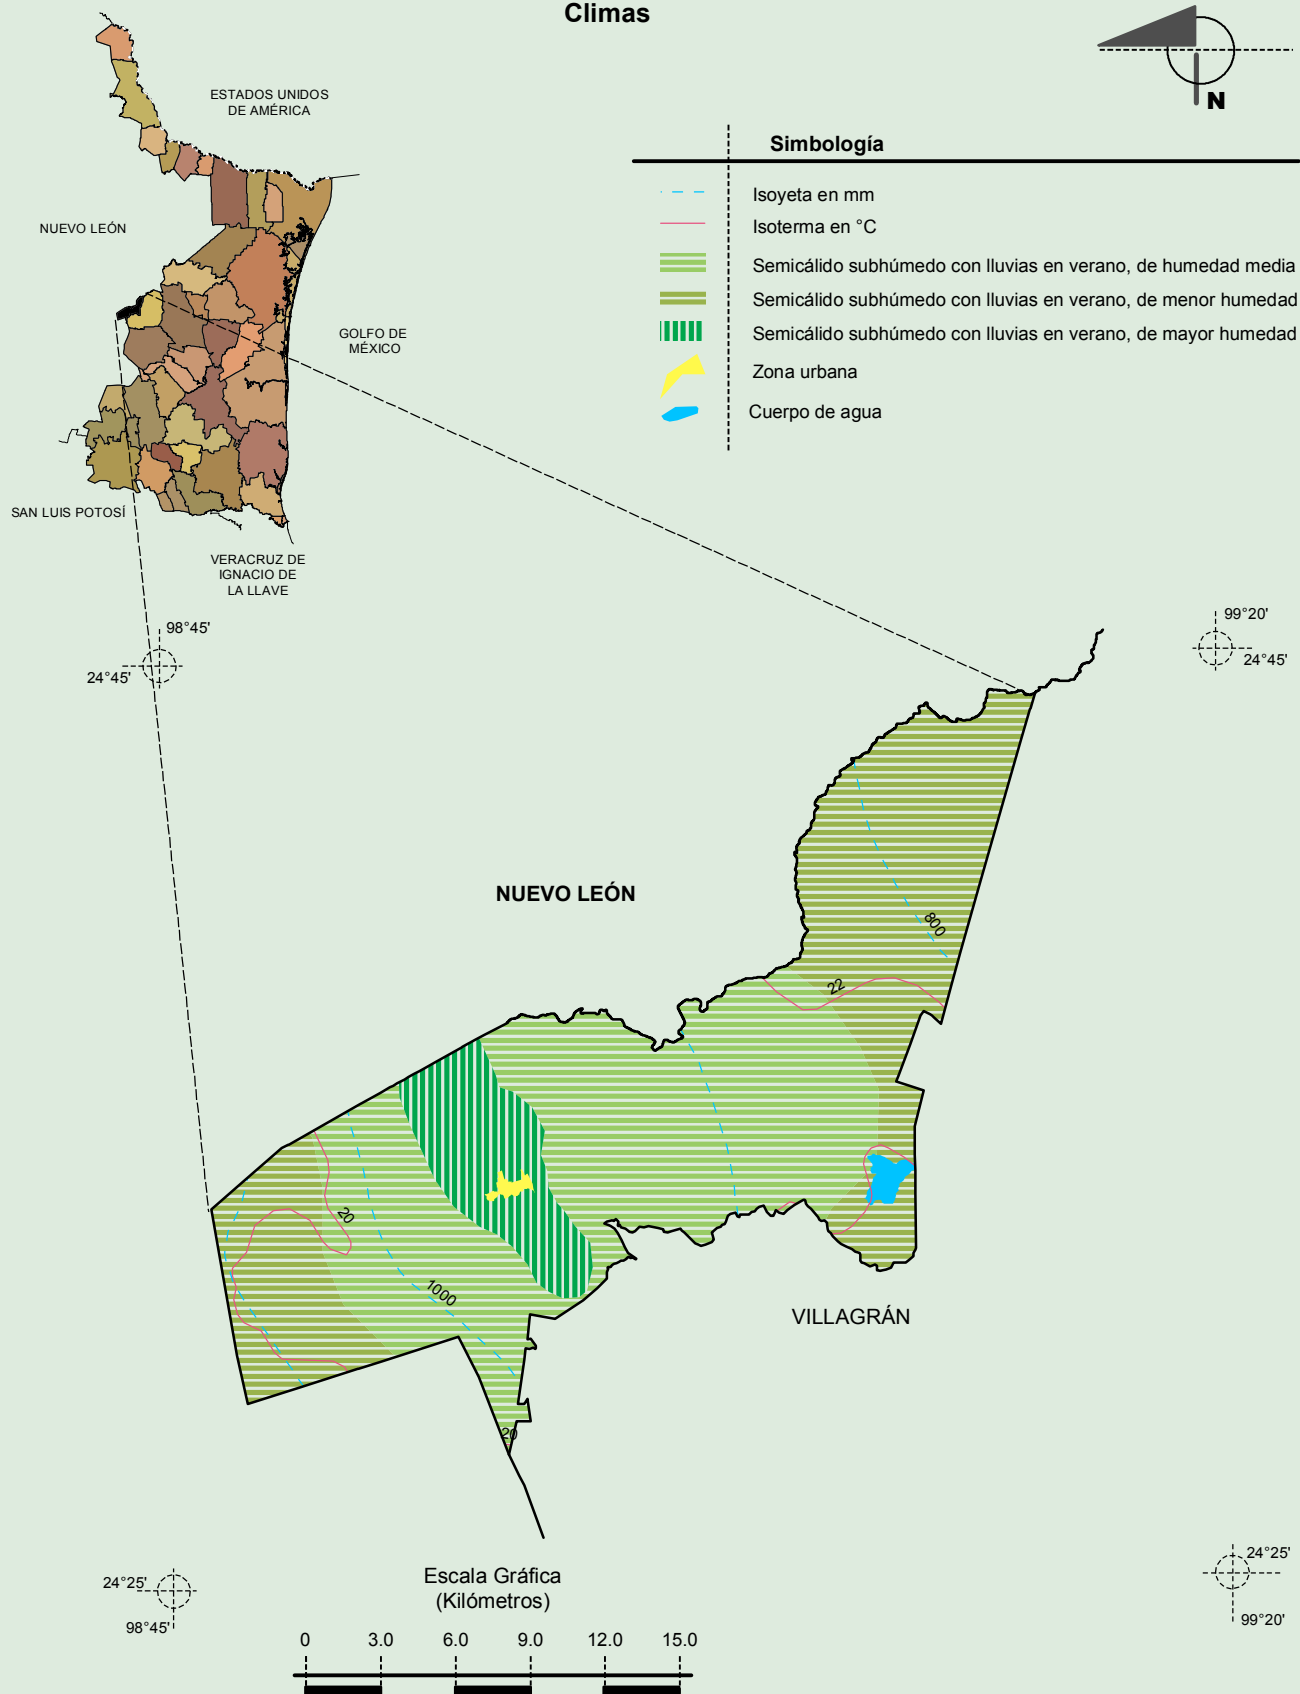 Climas
N
ESTADOS UNIDOS
DE AMÉRICA
NUEVO LEÓN
GOLFO DE
MÉXICO
SAN LUIS POTOSÍ
VERACRUZ DE
IGNACIO DE
LA LLAVE
Simbología
Isoyeta en mm
Isoterma en °C
Semicálido subhúmedo con lluvias en verano, de humedad media
Semicálido subhúmedo con lluvias en verano, de menor humedad
Semicálido subhúmedo con lluvias en verano, de mayor humedad
Zona urbana
Cuerpo de agua
98°45'
24°45'
99°20'
24°45'
NUEVO LEÓN
800
22
20
1000
VILLAGRÁN
20
24°25'
98°45'
24°25'
99°20'
Escala Gráfica
(Kilómetros)
0 3.0 6.0 9.0 12.0 15.0